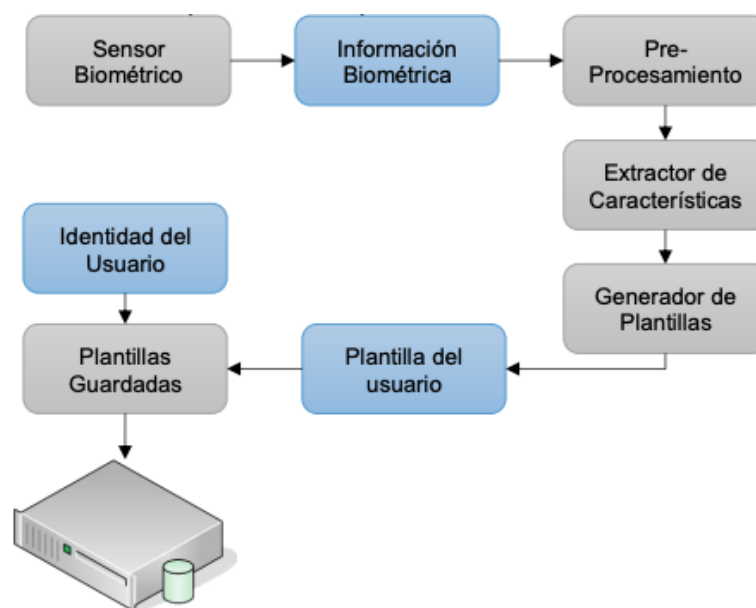 Sensor
Biométrico
Información
Biométrica
Pre-
Procesamiento
Extractor de
Características
Identidad del
Usuario
Generador de
Plantillas
Plantillas
Guardadas
Plantilla del
usuario